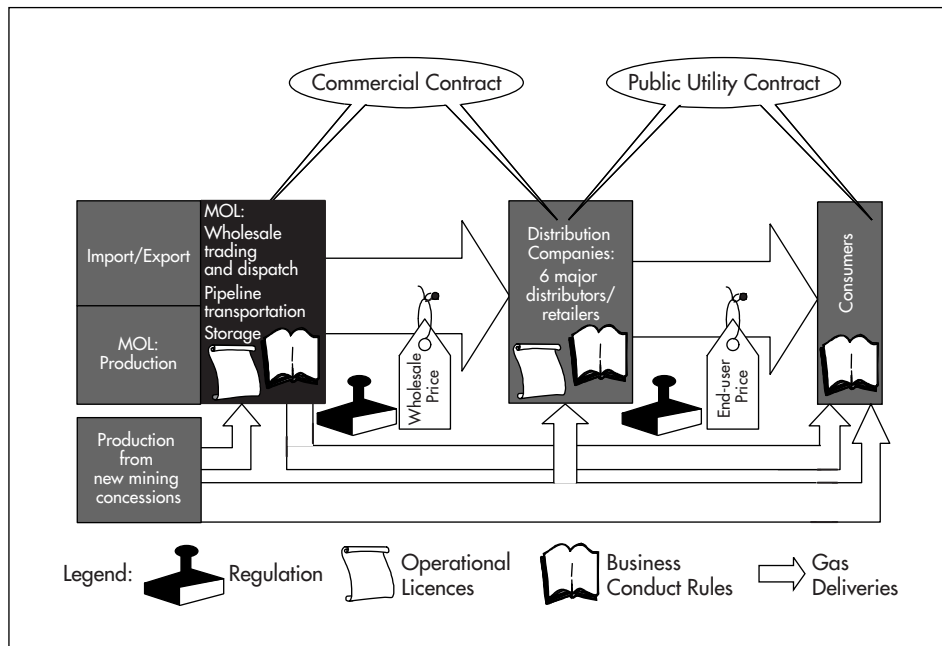 Commercial Contract
Public Utility Contract
Import/Export
MOL:
Production
MOL:
Wholesale
trading
and dispatch
Pipeline
transportation
Storage
Wholesale
Price
Distribution
Companies:
6 major
distributors/
retailers
End-user
Price
Consumers
Production
from
new mining
concessions
Legend:
Regulation
Operational
Licences
Business
Conduct Rules
Gas
Deliveries